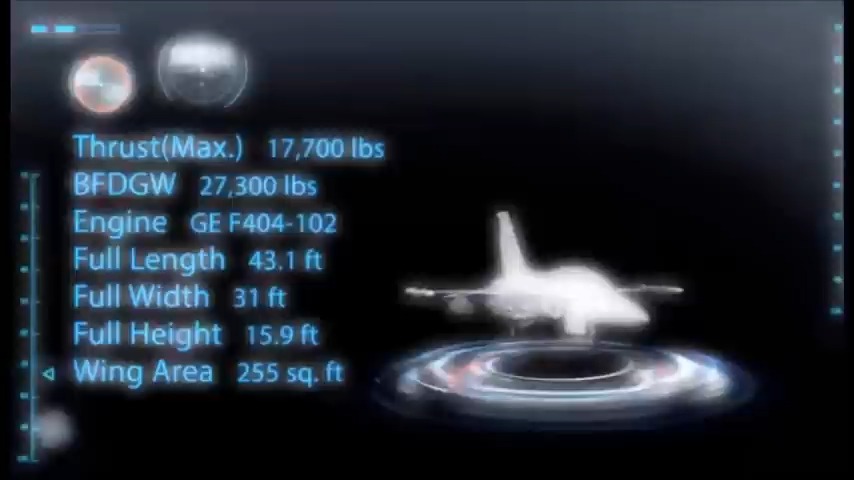 Thrust(Max.) 17,700 lbs
BFDGW 27,300 lbs
Engine GE F404-102
Full Length 43.1 ft
Full Width 31 ft
Full Height 15.9 ft
Wing Area 255 sq. ft